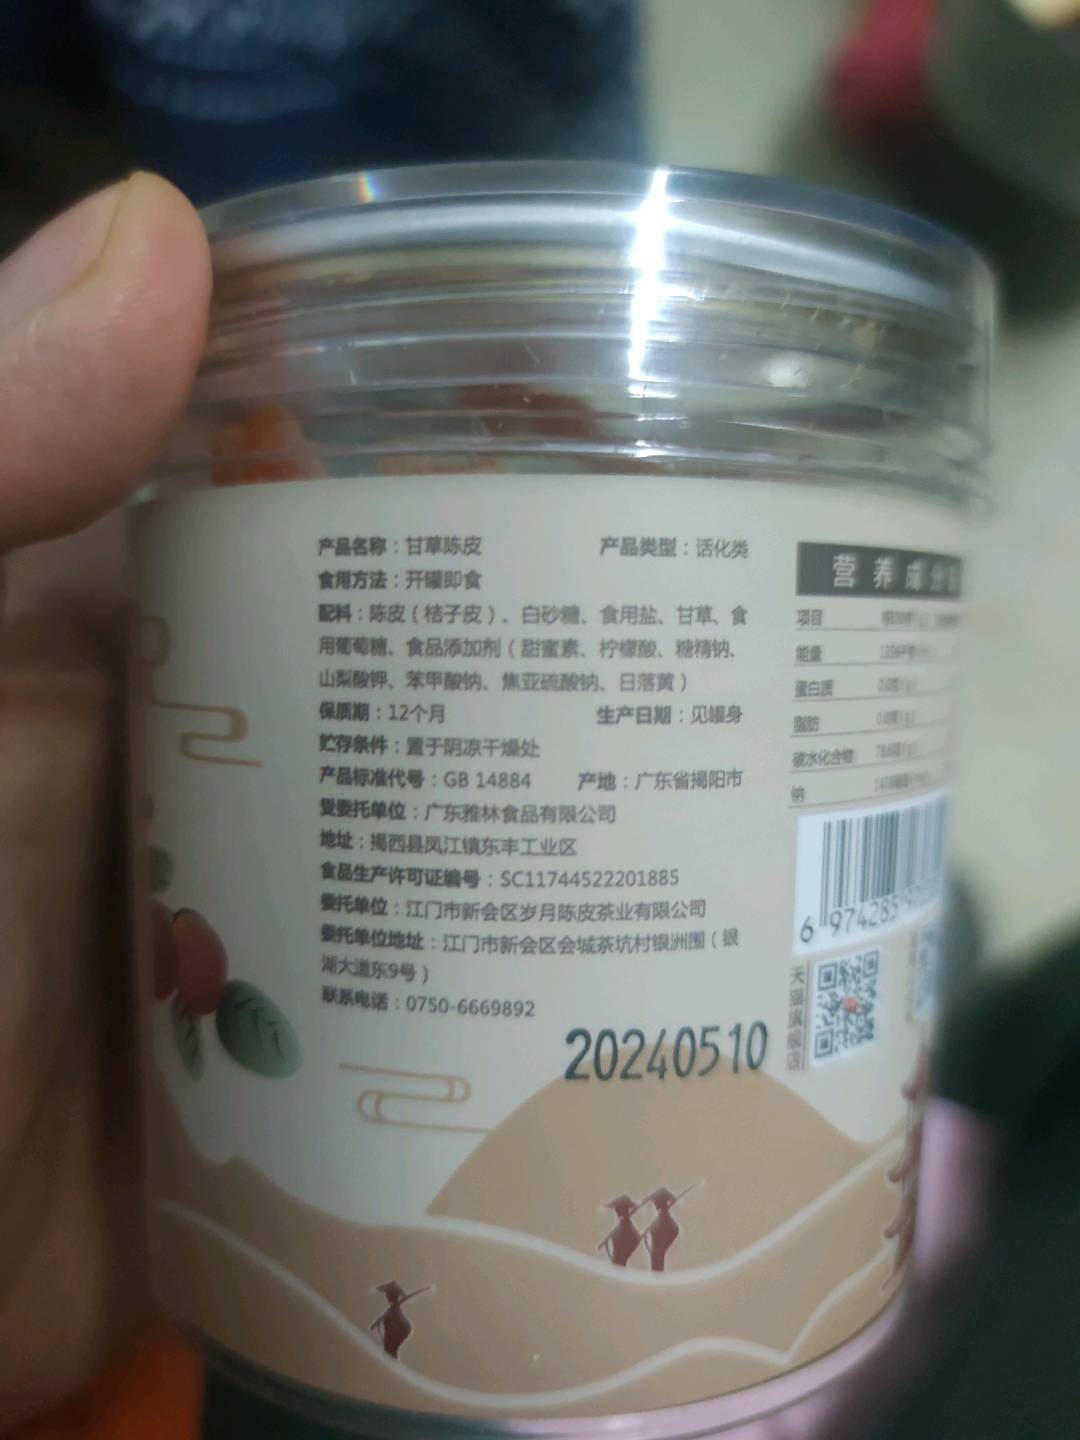 产品名称：甘草陈皮 产品类型：话化类
食用方法：开罐即食
配料：陈皮（桔子皮）、白砂糖、食用盐、甘草、食
用葡萄糖、食品添加剂（甜蜜素、柠檬酸、糖精钠、
山梨酸钾、苯甲酸钠、焦亚硫酸钠、日落黄）
保质期：12个月 生产日期：见罐身
贮存条件：置于阴凉干燥处
产品标准代号：GB 14884 产地：广东省揭阳市
受委托单位：广东雅林食品有限公司
地址：揭西县凤江镇东丰工业区
食品生产许可证编号：SC11744522201885
委托单位：江门市新会区岁月陈皮茶业有限公司
委托单位地址：江门市新会区会城茶坑村银洲围（银
湖大道东9号）
联系电话：0750-6669892
20240510
营养成分
项目
能量
蛋白质
脂肪
碳水化合物
钠
6 974285
天猫旗舰店